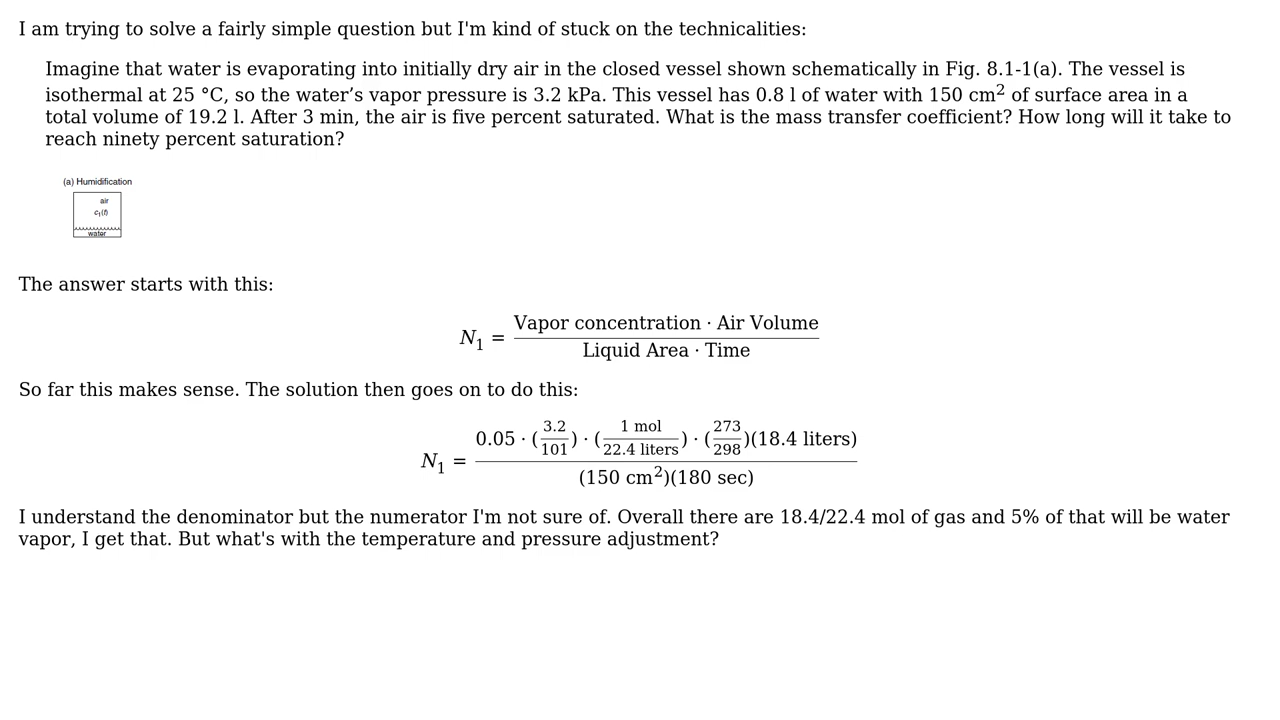 I am trying to solve a fairly simple question but I'm kind of stuck on the technicalities:
Imagine that water is evaporating into initially dry air in the closed vessel shown schematically in Fig. 8.1-1(a). The vessel is
isothermal at 25 °C, so the water’s vapor pressure is 3.2 kPa. This vessel has 0.8 l of water with 150 cm² of surface area in a
total volume of 19.2 l. After 3 min, the air is five percent saturated. What is the mass transfer coefficient? How long will it take to
reach ninety percent saturation?
(a) Humidification
air
c₁(t)
water
The answer starts with this:
N₁ = (Vapor concentration · Air Volume) / (Liquid Area · Time)
So far this makes sense. The solution then goes on to do this:
N₁ = (0.05 · (3.2/101) · (1 mol/22.4 liters) · (273/298)(18.4 liters)) / ((150 cm²)(180 sec))
I understand the denominator but the numerator I'm not sure of. Overall there are 18.4/22.4 mol of gas and 5% of that will be water
vapor, I get that. But what's with the temperature and pressure adjustment?